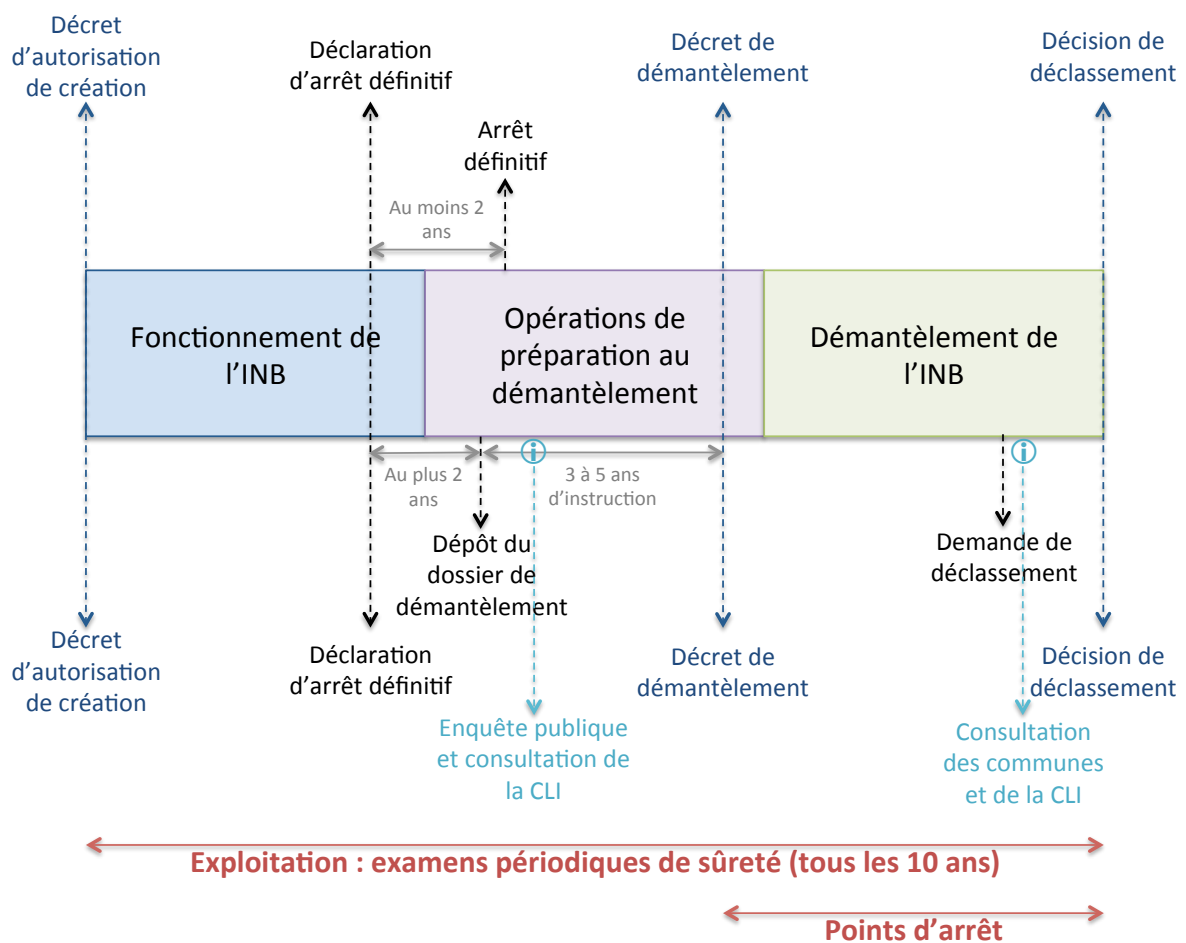 Décret
d'autorisation
de création
Déclaration
d'arrêt définitif
Décret de
démantèlement
Décision de
déclassement
Arrêt
définitif
Au moins 2
ans
Fonctionnement de
l'INB
Opérations de
préparation au
démantèlement
Démantèlement de
l'INB
Au plus 2
ans
3 à 5 ans
d'instruction
i
i
Dépôt du
dossier de
démantèlement
Demande de
déclassement
Décret
d'autorisation
de création
Déclaration
d'arrêt définitif
Décret de
démantèlement
Décision de
déclassement
Enquête publique
et consultation de
la CLI
Consultation
des communes
et de la CLI
Exploitation : examens périodiques de sûreté (tous les 10 ans)
Points d'arrêt